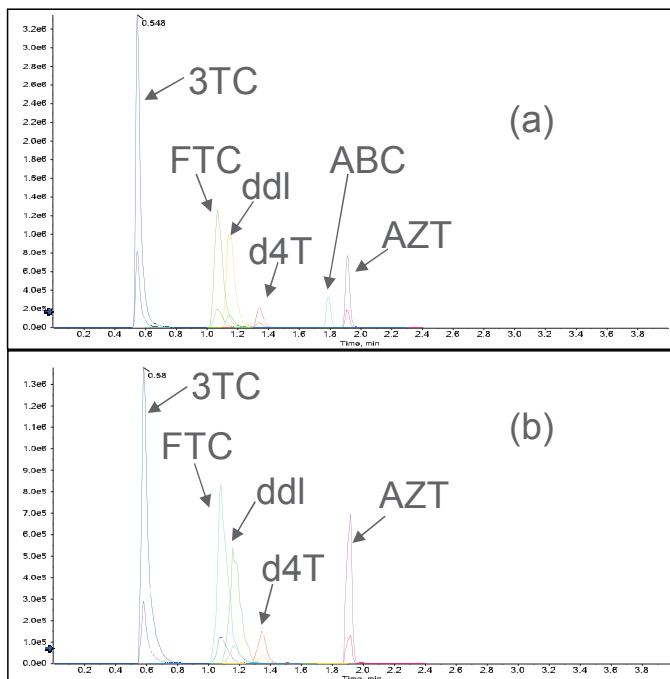 0.548
3.2e6
3.0e6
2.8e6
2.6e6
2.4e6
2.2e6
2.0e6
1.8e6
1.6e6
1.4e6
1.2e6
1.0e6
8.0e5
6.0e5
4.0e5
2.0e5
0.0e0
3TC
FTC
ddI
d4T
ABC
AZT
(a)
0.2 0.4 0.6 0.8 1.0 1.2 1.4 1.6 1.8 2.0 2.2 2.4 2.6 2.8 3.0 3.2 3.4 3.6 3.8
Time, min
0.58
1.3e6
1.2e6
1.1e6
1.0e6
9.0e5
8.0e5
7.0e5
6.0e5
5.0e5
4.0e5
3.0e5
2.0e5
1.0e5
0.0e0
3TC
FTC
ddI
d4T
AZT
(b)
0.2 0.4 0.6 0.8 1.0 1.2 1.4 1.6 1.8 2.0 2.2 2.4 2.6 2.8 3.0 3.2 3.4 3.6 3.8
Time, min